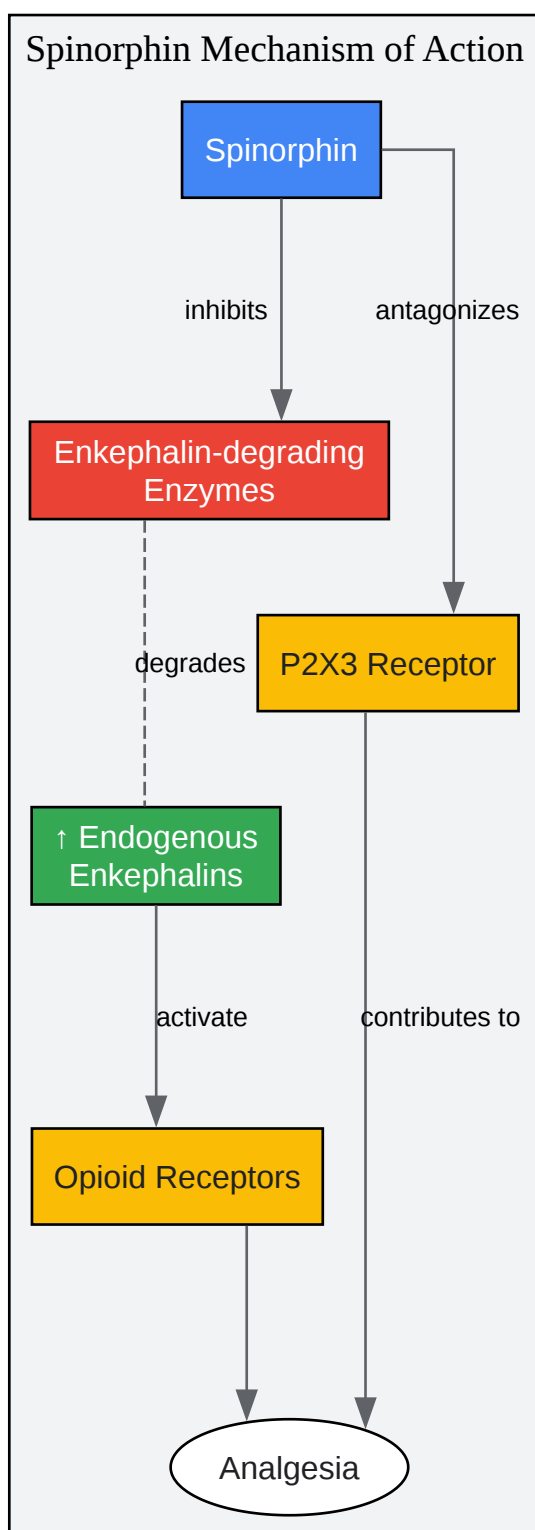 Spinorphin Mechanism of Action
Spinorphin
inhibits
antagonizes
Enkephalin-degrading
Enzymes
degrades
P2X3 Receptor
↑ Endogenous
Enkephalins
activate
contributes to
Opioid Receptors
Analgesia